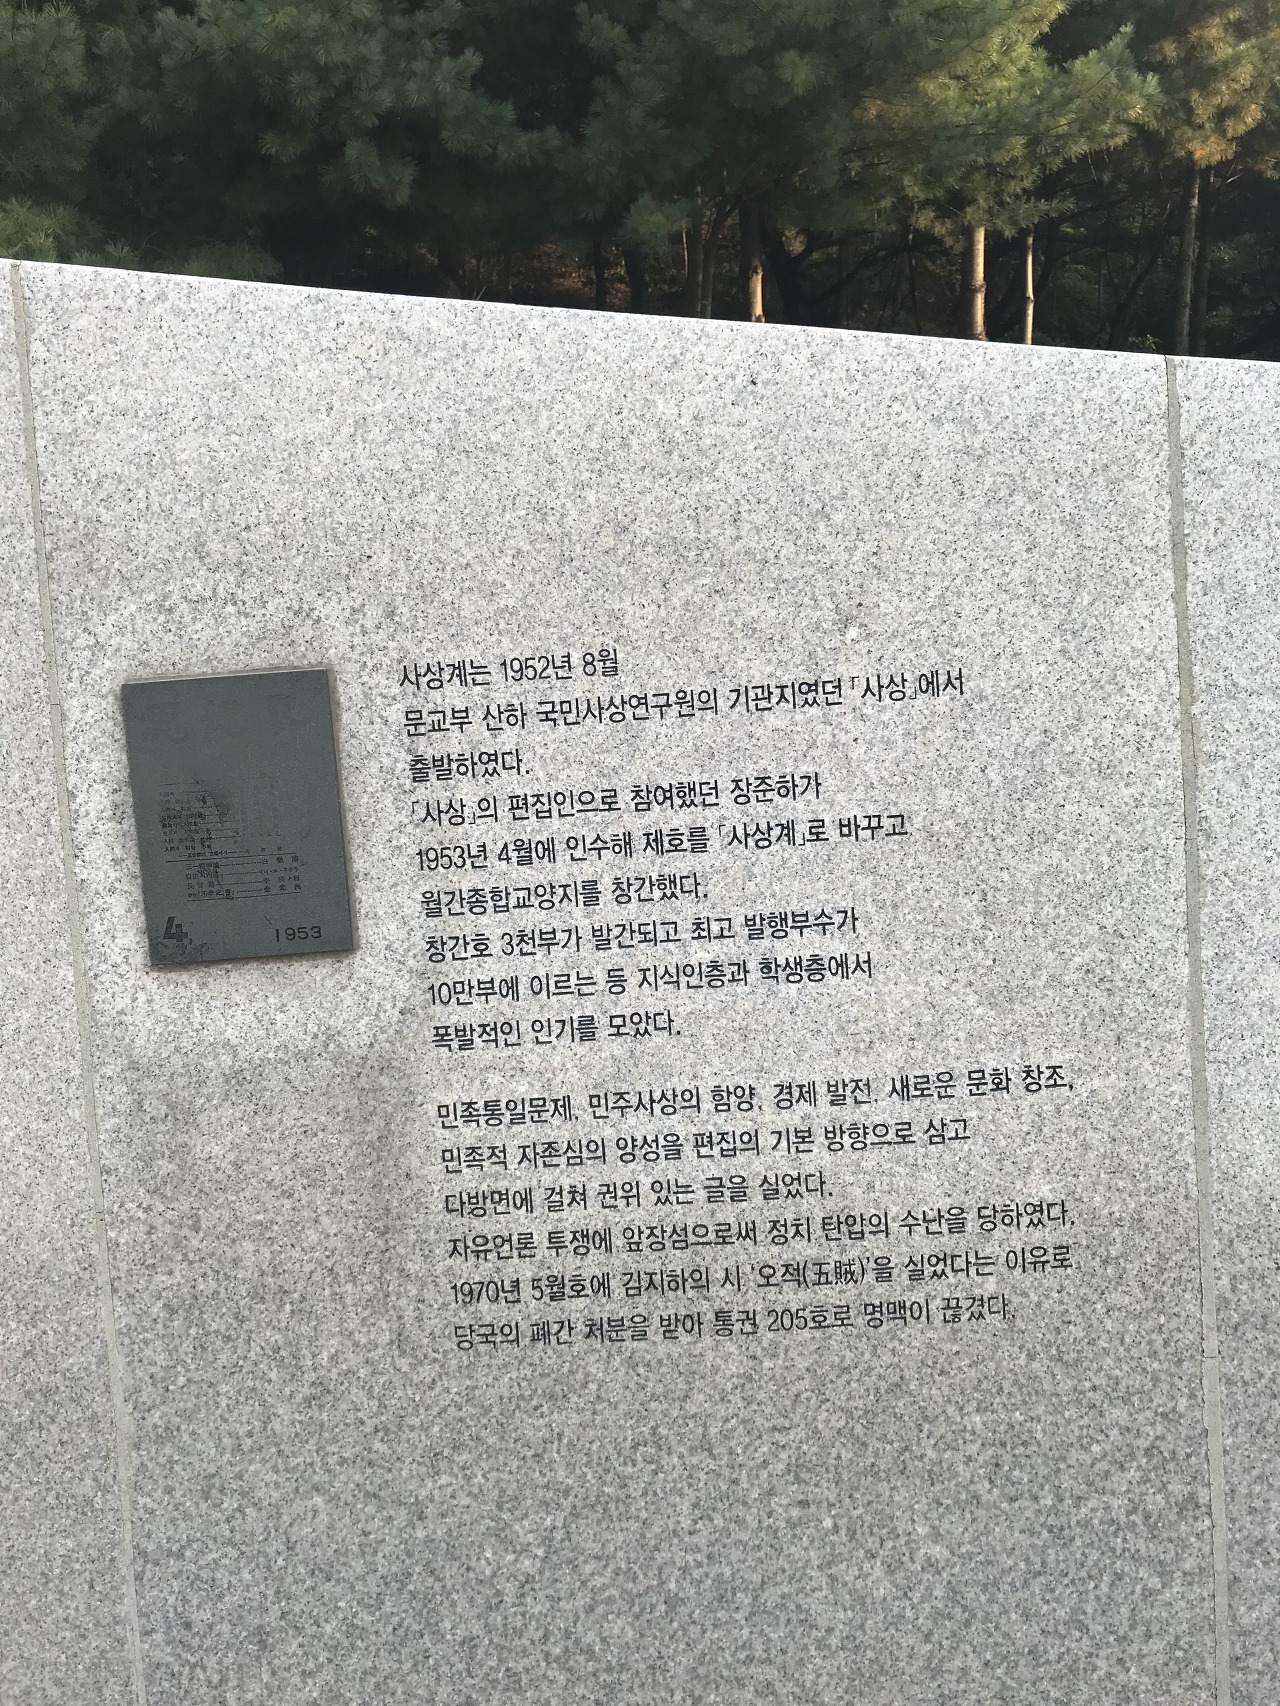 사상계는 1952년 8월
문교부 산하 국민사상연구원의 기관지였던 「사상」에서
출발하였다.
「사상」의 편집인으로 참여했던 장준하가
1953년 4월에 인수해 제호를 「사상계」로 바꾸고
월간종합교양지를 창간했다.
창간호 3천부가 발간되고 최고 발행부수가
10만부에 이르는 등 지식인층과 학생층에서
폭발적인 인기를 모았다.
민족통일문제, 민주사상의 함양, 경제 발전, 새로운 문화 창조,
민족적 자존심의 양성을 편집의 기본 방향으로 삼고
다방면에 걸쳐 권위 있는 글을 실었다.
자유언론 투쟁에 앞장섬으로써 정치 탄압의 수난을 당하였다.
1970년 5월호에 김지하의 시 '오적(五賊)'을 실었다는 이유로
당국의 폐간 처분을 받아 통권 205호로 명맥이 끊겼다.
4
1953